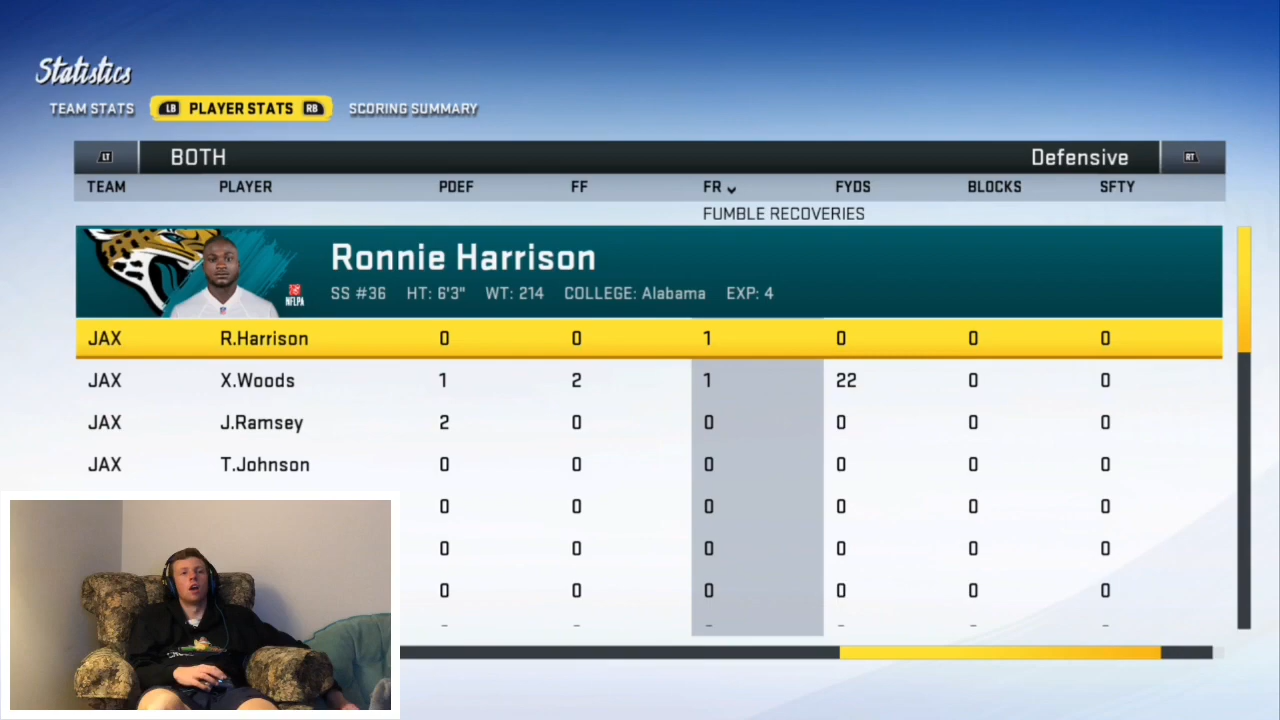 Statistics
TEAM STATS LB PLAYER STATS RB SCORING SUMMARY
LT BOTH Defensive RT
TEAM PLAYER PDEF FF FR FYDS BLOCKS SFTY
FUMBLE RECOVERIES
Ronnie Harrison
SS #36 HT: 6'3" WT: 214 COLLEGE: Alabama EXP: 4
NFLPA
JAX R.Harrison 0 0 1 0 0 0
JAX X.Woods 1 2 1 22 0 0
JAX J.Ramsey 2 0 0 0 0 0
JAX T.Johnson 0 0 0 0 0 0
0 0 0 0 0 0
0 0 0 0 0 0
0 0 0 0 0 0